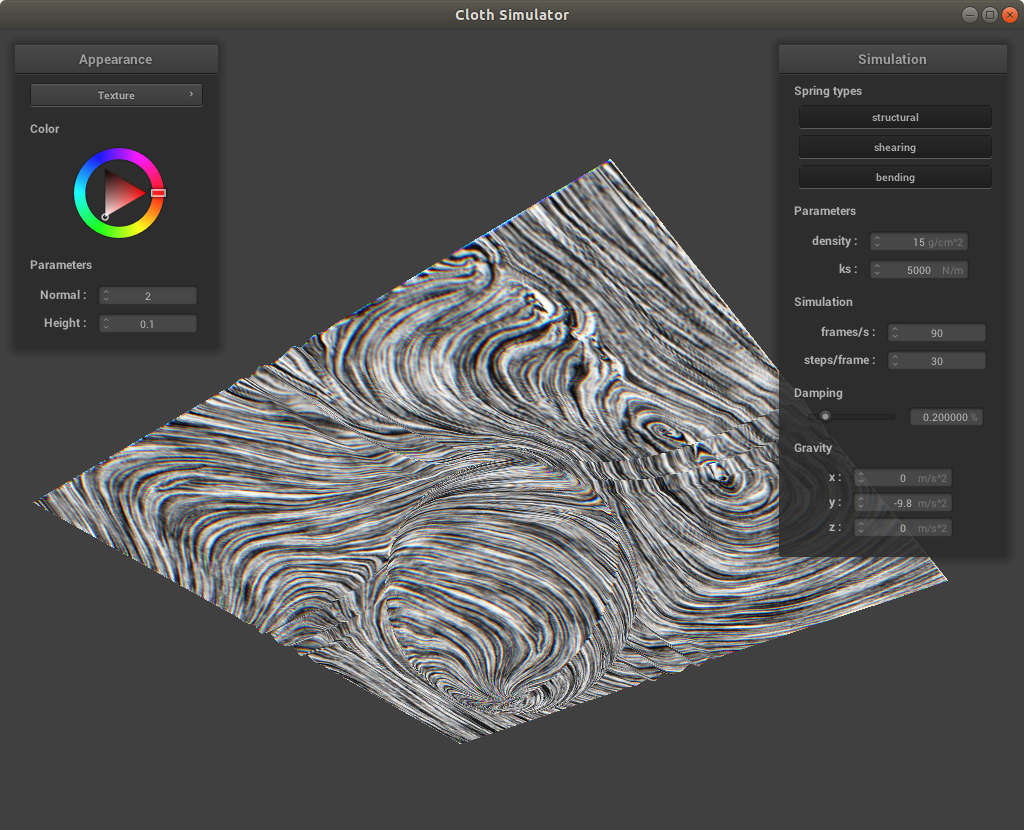 Cloth Simulator
Appearance
Texture
Color
Parameters
Normal : 2
Height : 0.1
Simulation
Spring types
structural
shearing
bending
Parameters
density : 15 g/cm^2
ks : 5000 N/m
Simulation
frames/s : 90
steps/frame : 30
Damping
0.200000 %
Gravity
x : 0 m/s^2
y : -9.8 m/s^2
z : 0 m/s^2